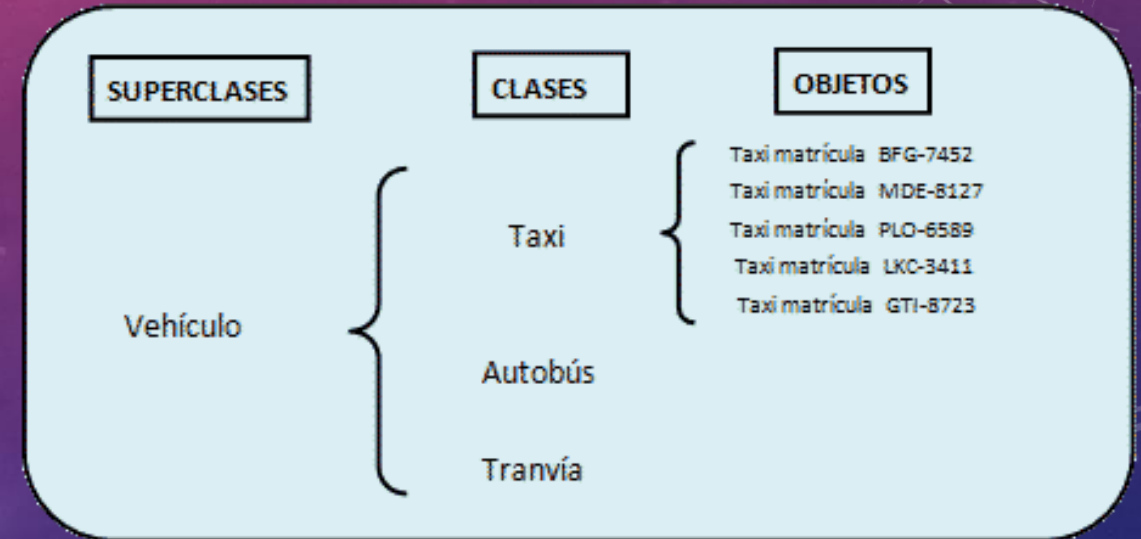 SUPERCLASES
CLASES
OBJETOS
Taxi matrícula BFG-7452
Taxi matrícula MDE-8127
Taxi matrícula PLO-6589
Taxi matrícula LKC-3411
Taxi matrícula GTI-8723
Taxi
Vehículo
Autobús
Tranvía